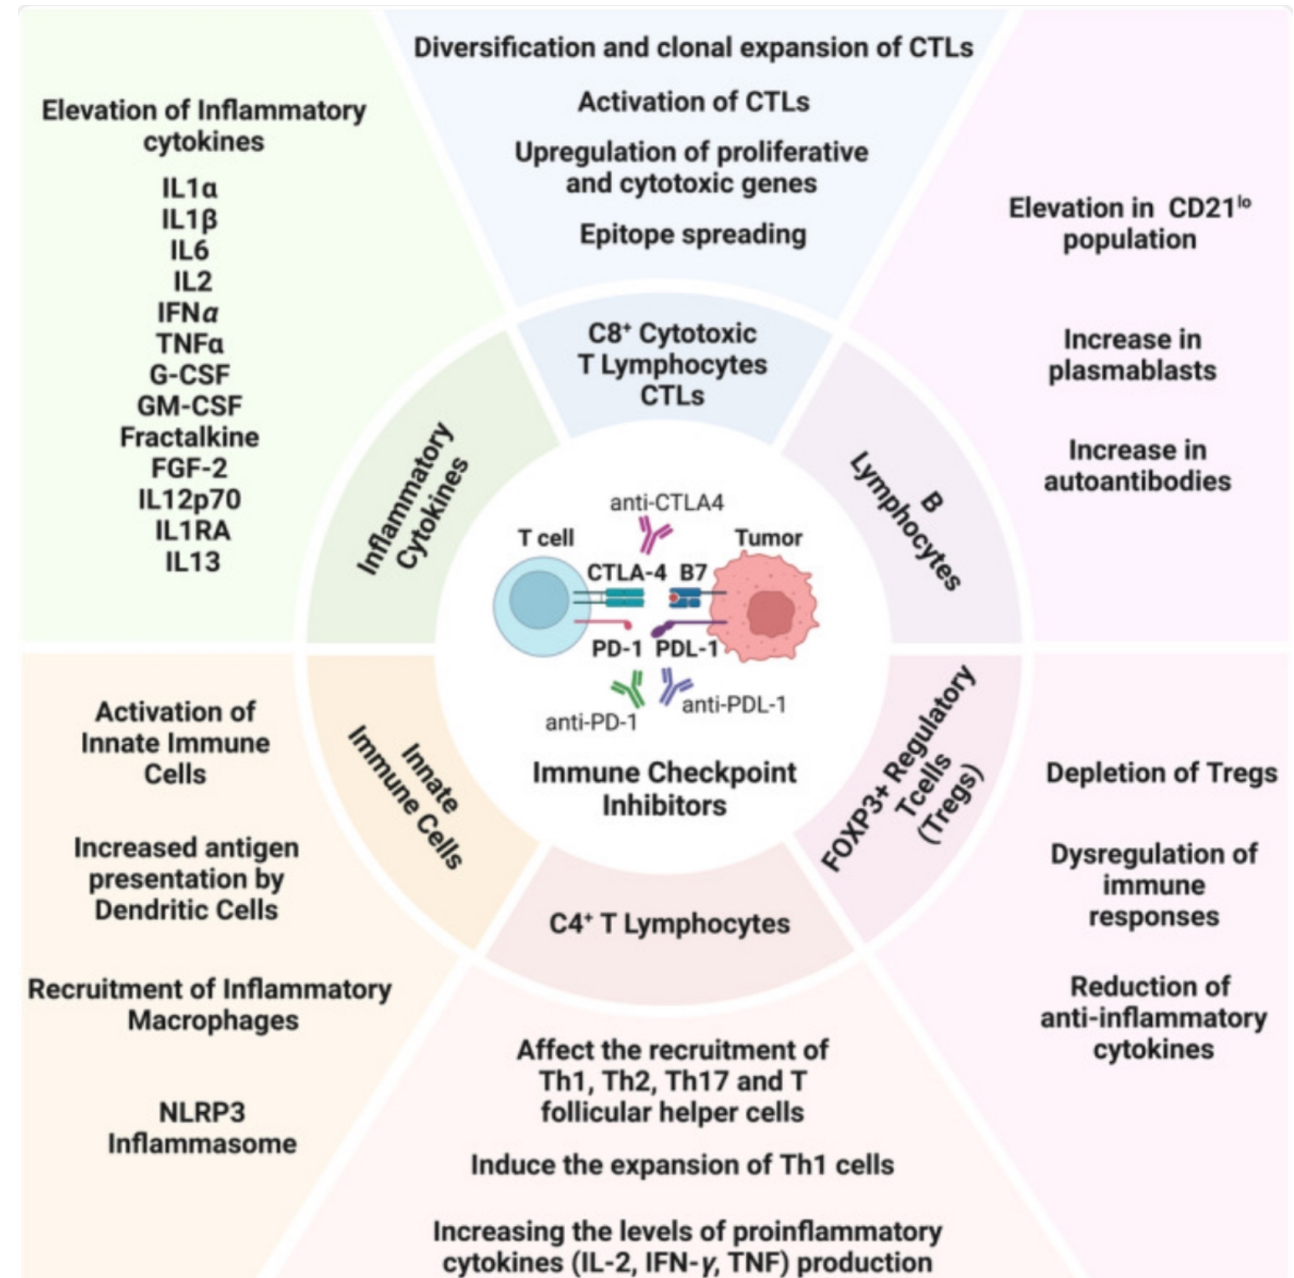 Diversification and clonal expansion of CTLs
Activation of CTLs
Upregulation of proliferative
and cytotoxic genes
Epitope spreading
C8⁺ Cytotoxic
T Lymphocytes
CTLs
Elevation of Inflammatory
cytokines
IL1α
IL1β
IL6
IL2
IFNα
TNFα
G-CSF
GM-CSF
Fractalkine
FGF-2
IL12p70
IL1RA
IL13
Inflammatory
Cytokines
Elevation in CD21ˡᵒ
population
Increase in
plasmablasts
Increase in
autoantibodies
B
Lymphocytes
anti-CTLA4
T cell
Tumor
CTLA-4 B7
PD-1 PDL-1
anti-PD-1
anti-PDL-1
Immune Checkpoint
Inhibitors
Activation of
Innate Immune
Cells
Increased antigen
presentation by
Dendritic Cells
Recruitment of Inflammatory
Macrophages
NLRP3
Inflammasome
Innate
Immune Cells
FOXP3+ Regulatory
Tcells
(Tregs)
Depletion of Tregs
Dysregulation of
immune
responses
Reduction of
anti-inflammatory
cytokines
C4⁺ T Lymphocytes
Affect the recruitment of
Th1, Th2, Th17 and T
follicular helper cells
Induce the expansion of Th1 cells
Increasing the levels of proinflammatory
cytokines (IL-2, IFN-γ, TNF) production